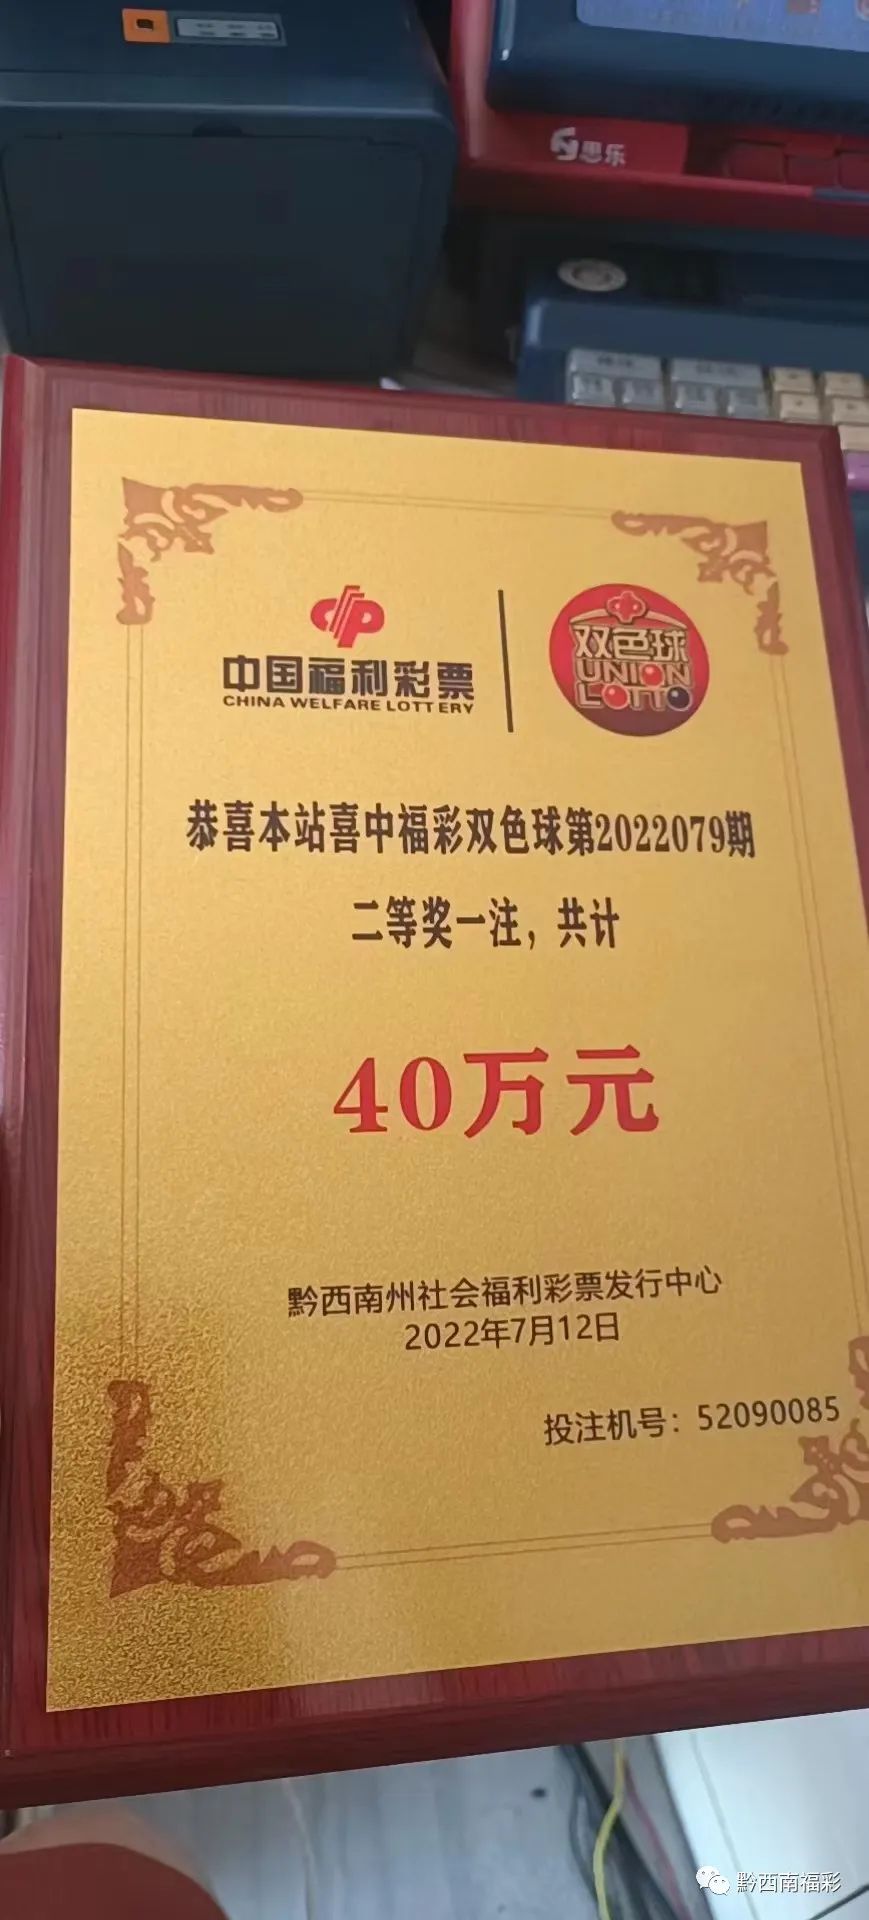 思乐
中国福利彩票
CHINA WELFARE LOTTERY
双色球
UNION
LOTTO
恭喜本站喜中福彩双色球第2022079期
二等奖一注，共计
40万元
黔西南州社会福利彩票发行中心
2022年7月12日
投注机号：52090085
黔西南福彩